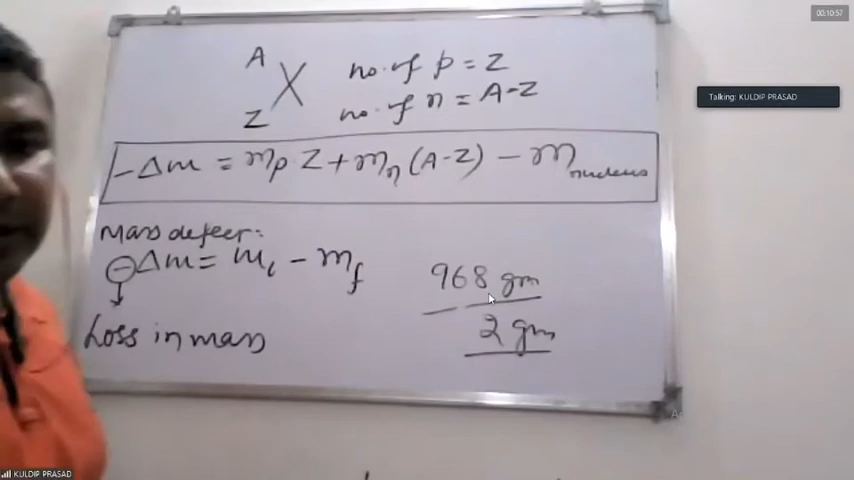 00:10:57
Talking: KULDIP PRASAD
A
X
Z
no. of p = Z
no. of n = A-Z
-Δm = mp Z + mn (A-Z) - m nucleus
Mass defect:
-Δm = mi - mf
Loss in mass
968 gm
2 gm
KULDIP PRASAD